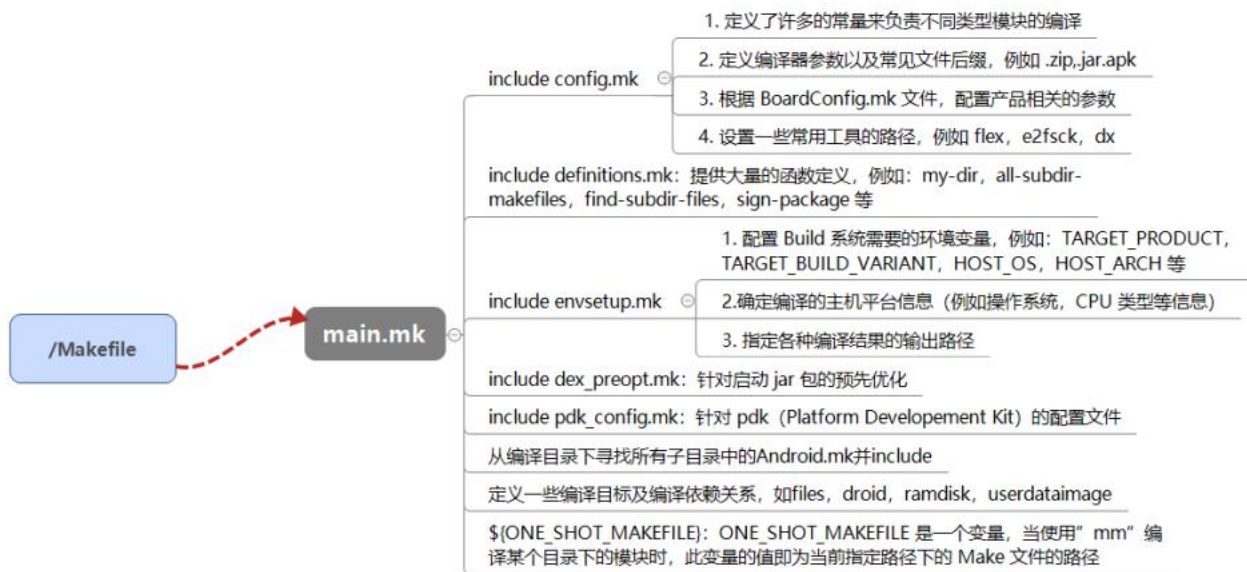 /Makefile
main.mk
include config.mk
1. 定义了许多的常量来负责不同类型模块的编译
2. 定义编译器参数以及常见文件后缀，例如 .zip,.jar.apk
3. 根据 BoardConfig.mk 文件，配置产品相关的参数
4. 设置一些常用工具的路径，例如 flex，e2fsck，dx
include definitions.mk：提供大量的函数定义，例如：my-dir，all-subdir-
makefiles，find-subdir-files，sign-package 等
include envsetup.mk
1. 配置 Build 系统需要的环境变量，例如：TARGET_PRODUCT，
TARGET_BUILD_VARIANT，HOST_OS，HOST_ARCH 等
2.确定编译的主机平台信息（例如操作系统，CPU 类型等信息）
3. 指定各种编译结果的输出路径
include dex_preopt.mk：针对启动 jar 包的预先优化
include pdk_config.mk：针对 pdk（Platform Developement Kit）的配置文件
从编译目录下寻找所有子目录中的Android.mk并include
定义一些编译目标及编译依赖关系，如files，droid，ramdisk，userdataimage
${ONE_SHOT_MAKEFILE}：ONE_SHOT_MAKEFILE 是一个变量，当使用”mm”编
译某个目录下的模块时，此变量的值即为当前指定路径下的 Make 文件的路径